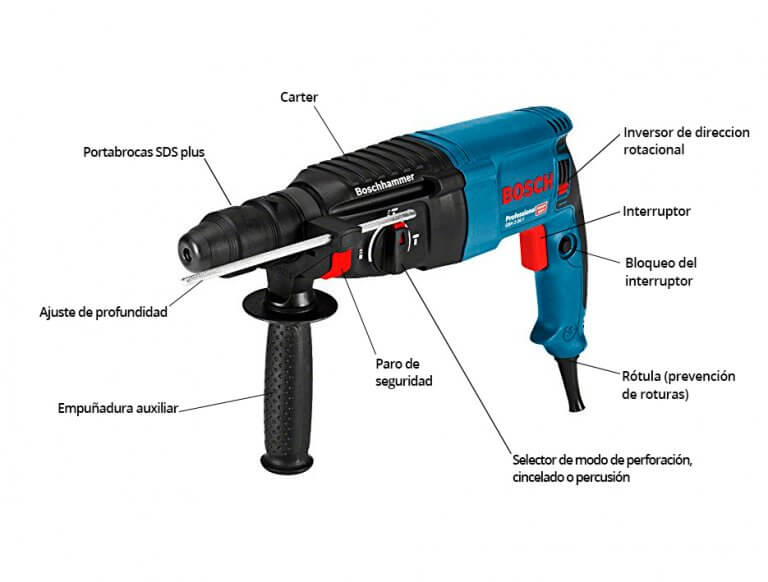 Carter
Portabrocas SDS plus
Inversor de direccion
rotacional
Boschhammer
BOSCH
Professional
Interruptor
Bloqueo del
interruptor
Ajuste de profundidad
Paro de
seguridad
Rótula (prevención
de roturas)
Empuñadura auxiliar
Selector de modo de perforación,
cincelado o percusión